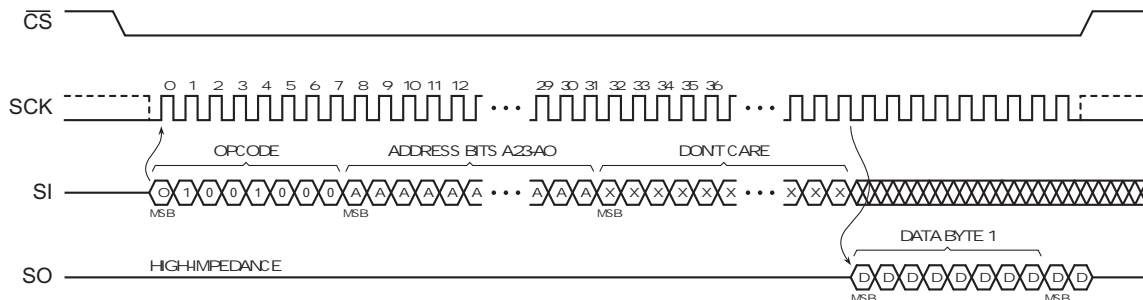 CS
SCK 0 1 2 3 4 5 6 7 8 9 10 11 12 ••• 29 30 31 32 33 34 35 36 •••
OPCODE ADDRESS BITS A23-A0 DON'T CARE
SI 0 1 0 0 1 0 0 0 A A A A A A ••• A A A X X X X X X ••• X X X
MSB MSB MSB
DATA BYTE 1
SO HIGH-IMPEDANCE D D D D D D D D D D
MSB MSB